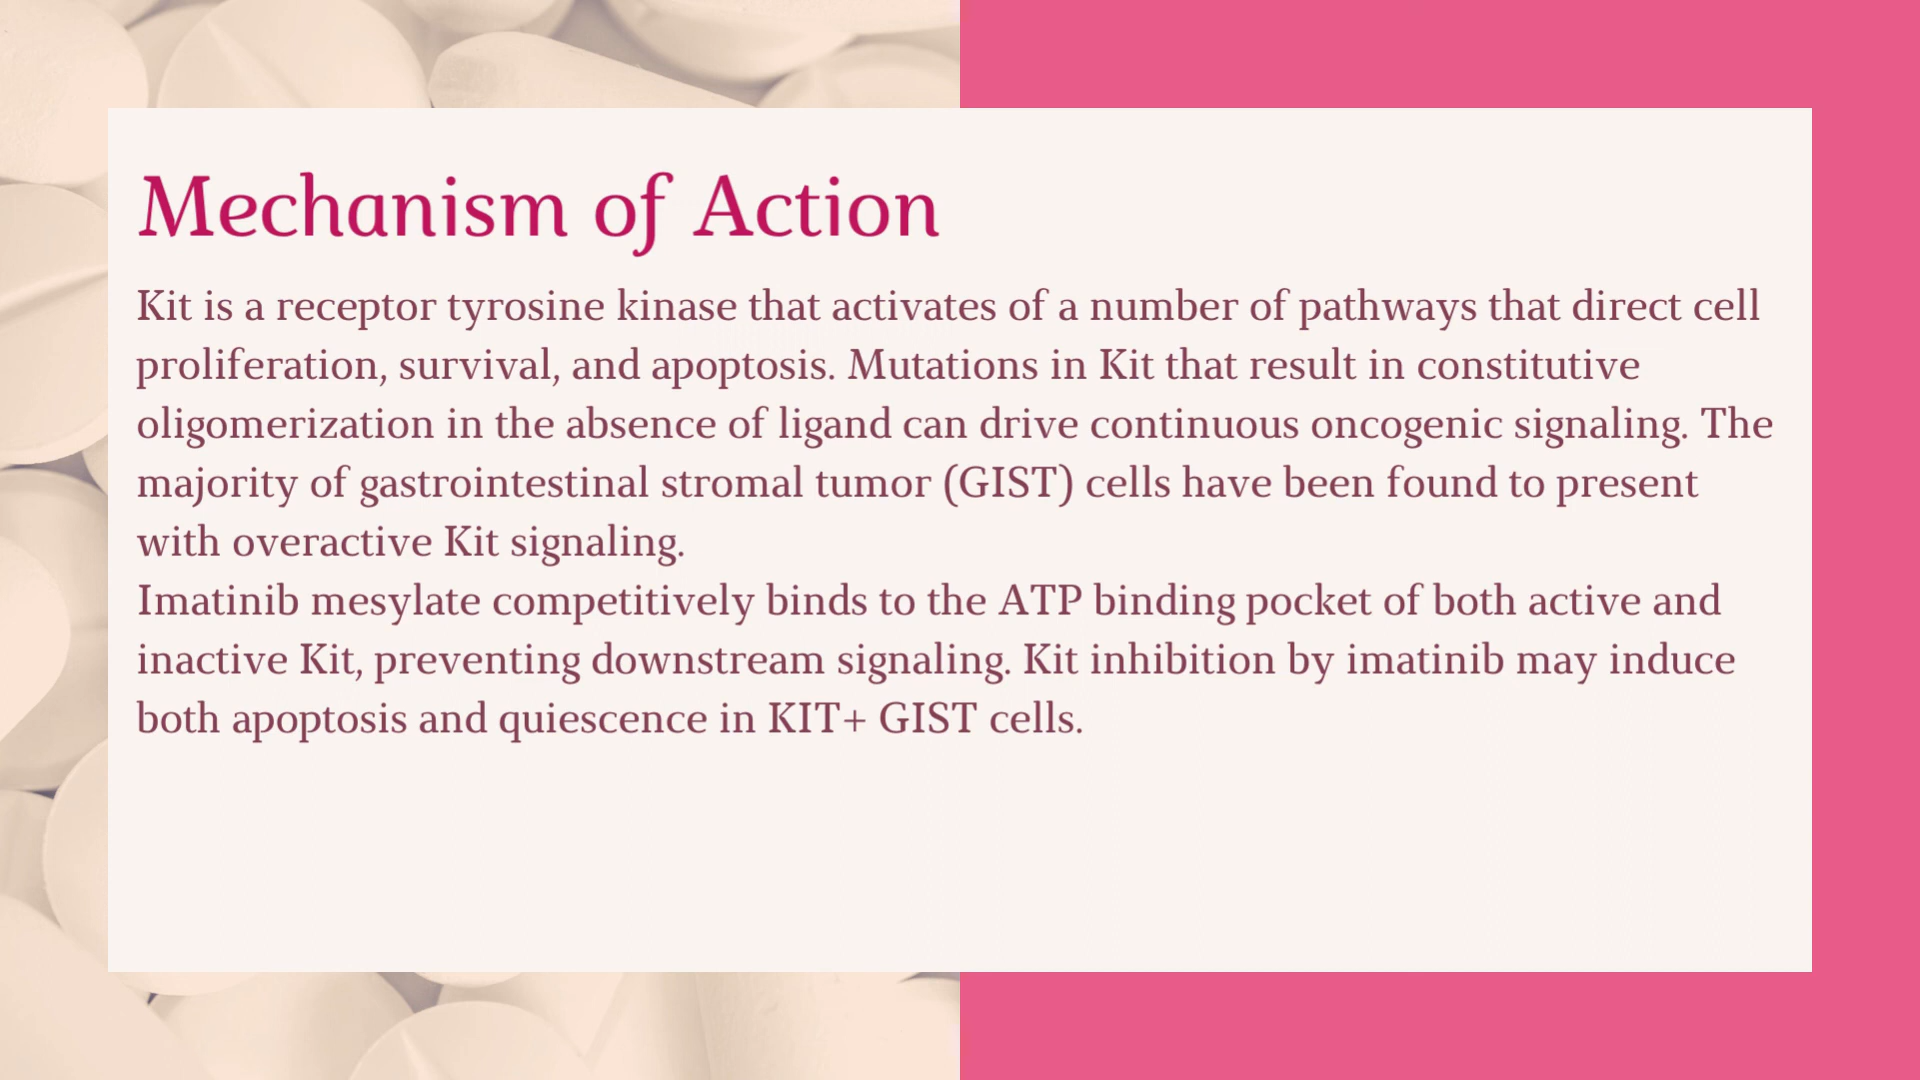 Mechanism of Action
Kit is a receptor tyrosine kinase that activates of a number of pathways that direct cell
proliferation, survival, and apoptosis. Mutations in Kit that result in constitutive
oligomerization in the absence of ligand can drive continuous oncogenic signaling. The
majority of gastrointestinal stromal tumor (GIST) cells have been found to present
with overactive Kit signaling.
Imatinib mesylate competitively binds to the ATP binding pocket of both active and
inactive Kit, preventing downstream signaling. Kit inhibition by imatinib may induce
both apoptosis and quiescence in KIT+ GIST cells.